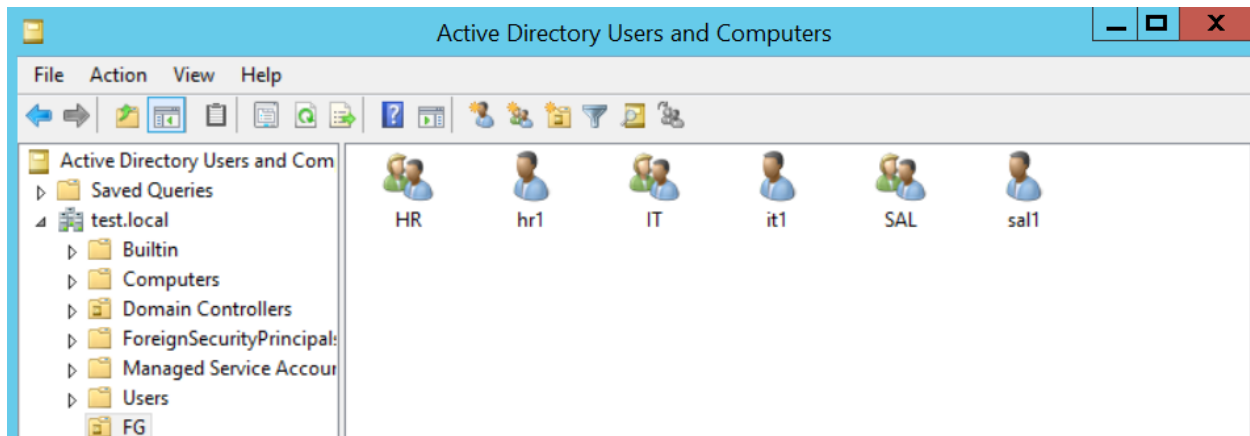 Active Directory Users and Computers
File Action View Help
Active Directory Users and Com
Saved Queries
test.local
Builtin
Computers
Domain Controllers
ForeignSecurityPrincipals
Managed Service Accour
Users
FG
HR hr1 IT it1 SAL sal1